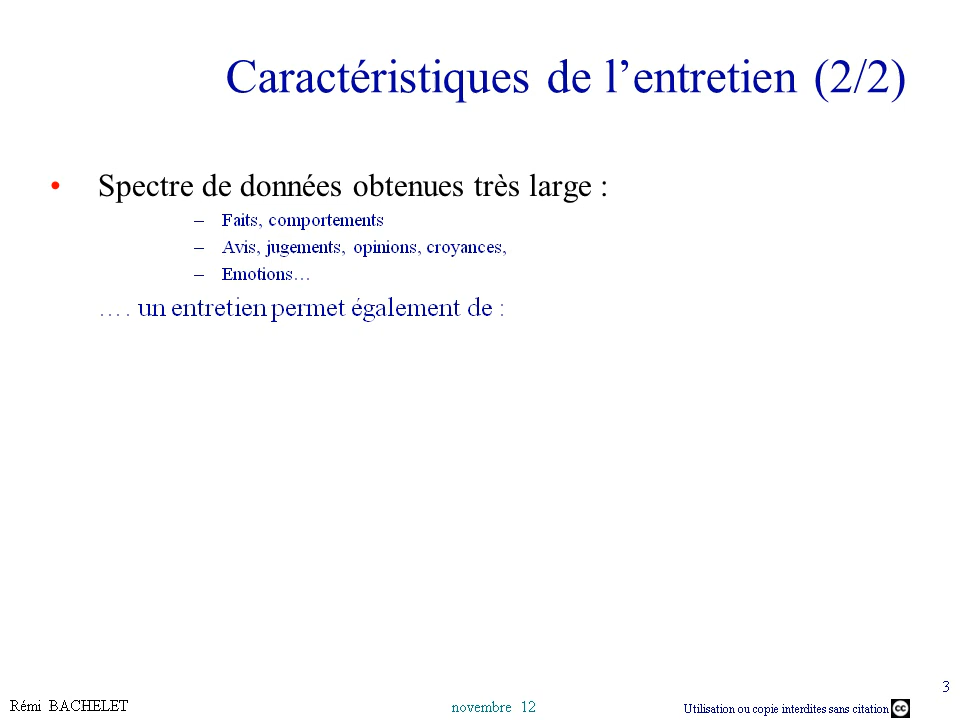 Caractéristiques de l’entretien (2/2)
• Spectre de données obtenues très large :
– Faits, comportements
– Avis, jugements, opinions, croyances,
– Emotions…
…. un entretien permet également de :
3
Rémi BACHELET
novembre 12
Utilisation ou copie interdites sans citation
cc